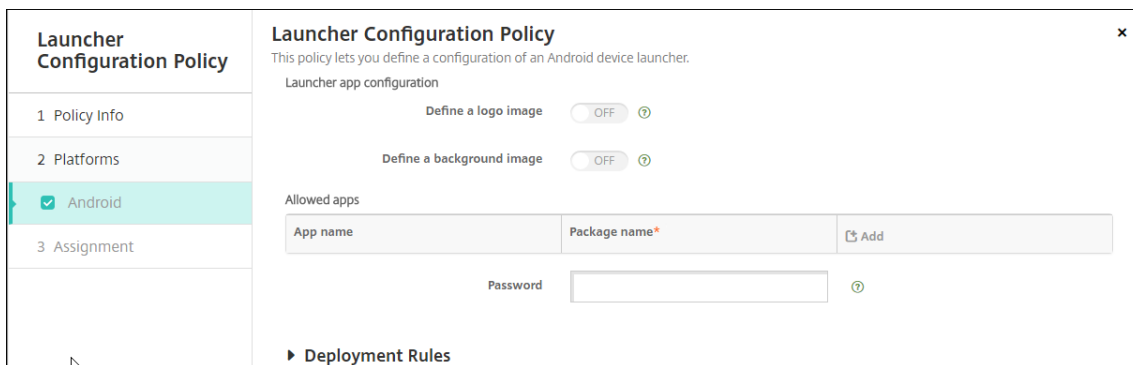 Launcher
Configuration Policy
1 Policy Info
2 Platforms
Android
3 Assignment
Launcher Configuration Policy
This policy lets you define a configuration of an Android device launcher.
Launcher app configuration
Define a logo image OFF ?
Define a background image OFF ?
Allowed apps
App name Package name* Add
Password ?
Deployment Rules